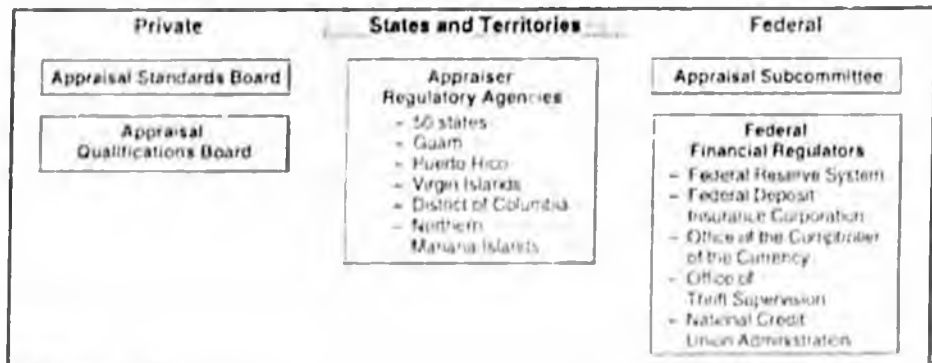 Private
Appraisal Standards Board
Appraisal
Qualifications Board
States and Territories
Appraiser
Regulatory Agencies
- 50 states
- Guam
- Puerto Rico
- Virgin Islands
- District of Columbia
- Northern
Mariana Islands
Federal
Appraisal Subcommittee
Federal
Financial Regulators
- Federal Reserve System
- Federal Deposit
Insurance Corporation
- Office of the Comptroller
of the Currency
- Office of
Thrift Supervision
- National Credit
Union Administration